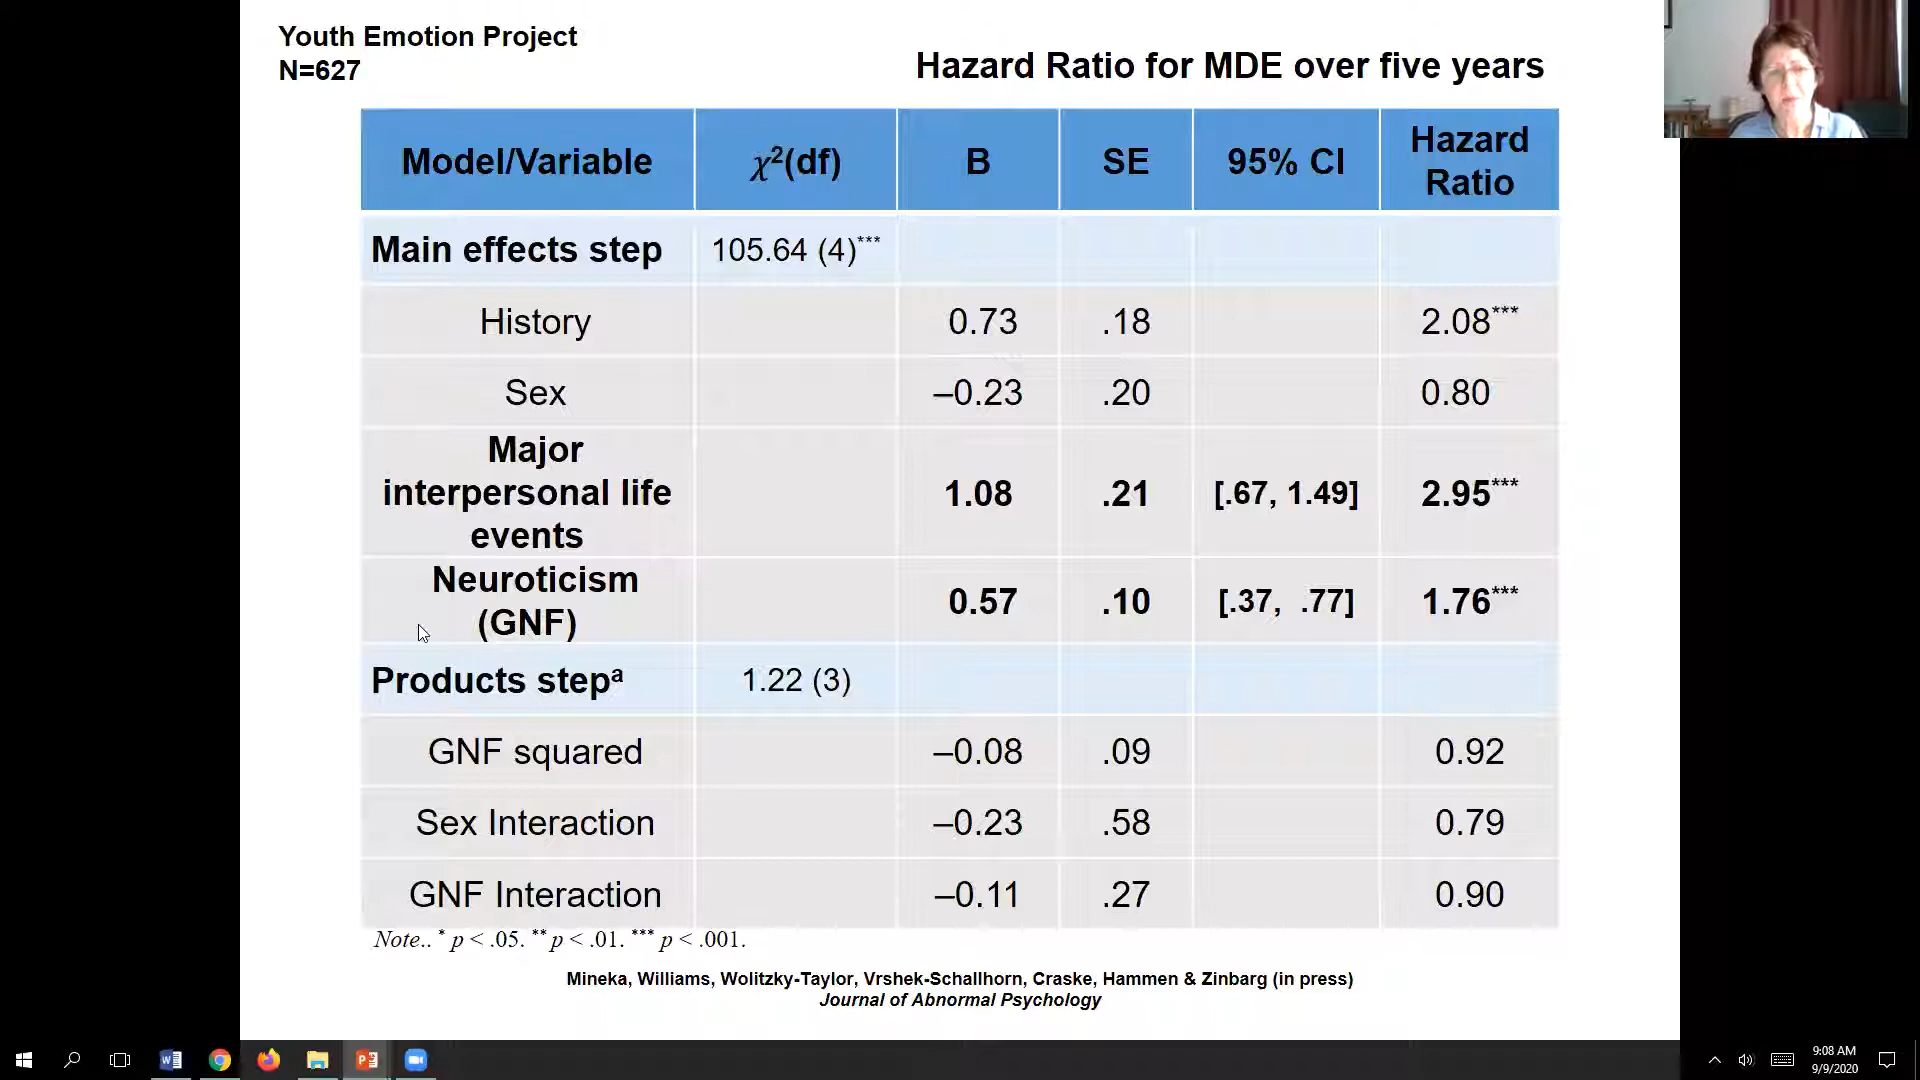 Youth Emotion Project
N=627
Hazard Ratio for MDE over five years
Model/Variable χ²(df) B SE 95% CI Hazard Ratio
Main effects step 105.64 (4)***
History 0.73 .18 2.08***
Sex –0.23 .20 0.80
Major interpersonal life events 1.08 .21 [.67, 1.49] 2.95***
Neuroticism (GNF) 0.57 .10 [.37, .77] 1.76***
Products stepᵃ 1.22 (3)
GNF squared –0.08 .09 0.92
Sex Interaction –0.23 .58 0.79
GNF Interaction –0.11 .27 0.90
Note.. * p < .05. ** p < .01. *** p < .001.
Mineka, Williams, Wolitzky-Taylor, Vrshek-Schallhorn, Craske, Hammen & Zinbarg (in press)
Journal of Abnormal Psychology
9:08 AM
9/9/2020